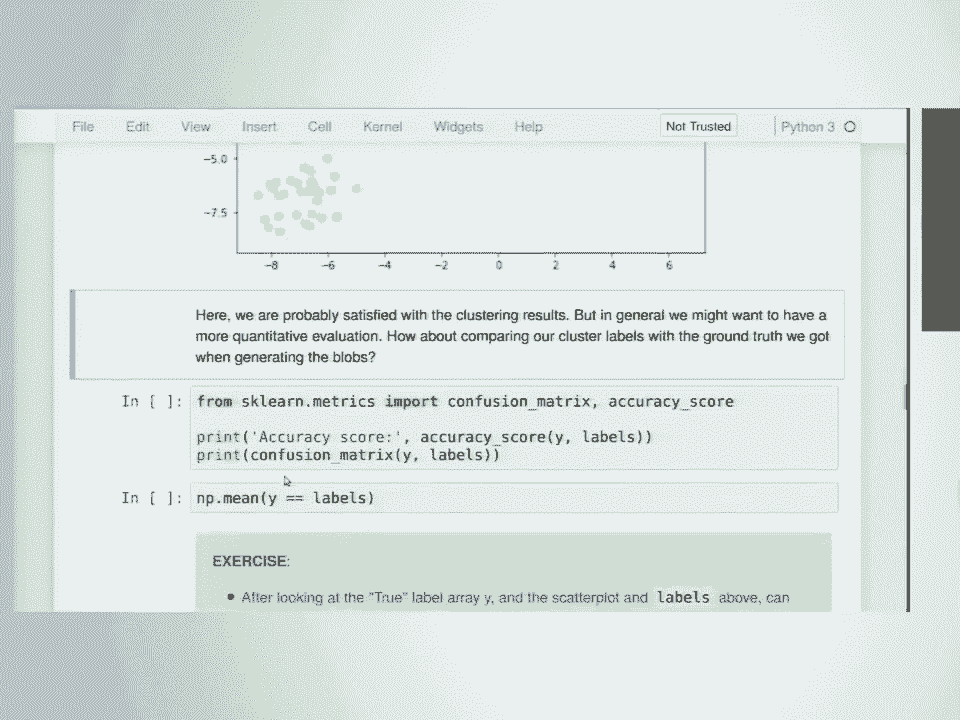 File Edit View Insert Cell Kernel Widgets Help Not Trusted Python 3
−5.0
−7.5
−8 −6 −4 −2 0 2 4 6
Here, we are probably satisfied with the clustering results. But in general we might want to have a
more quantitative evaluation. How about comparing our cluster labels with the ground truth we got
when generating the blobs?
In [ ]: from sklearn.metrics import confusion_matrix, accuracy_score
print('Accuracy score:', accuracy_score(y, labels))
print(confusion_matrix(y, labels))
In [ ]: np.mean(y == labels)
EXERCISE:
● After looking at the "True" label array y, and the scatterplot and labels above, can